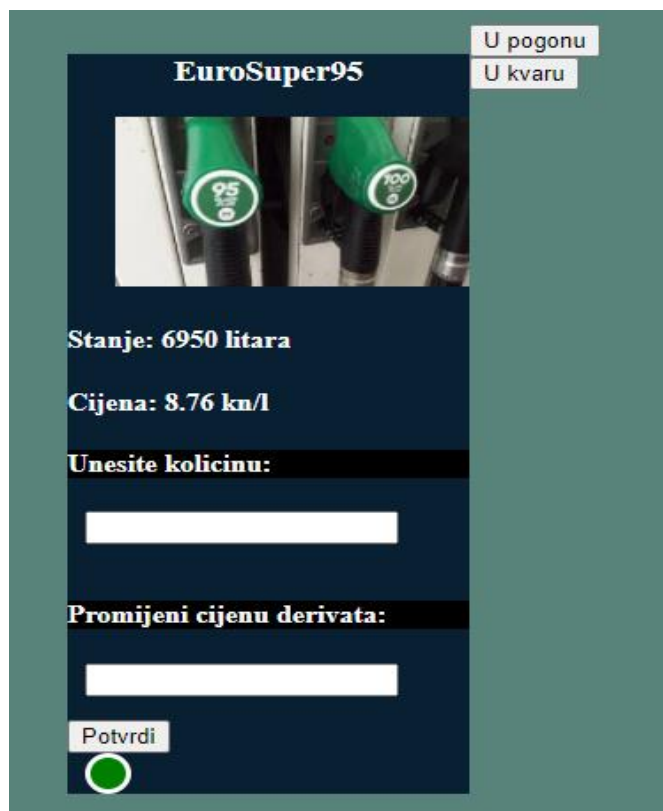 U pogonu
EuroSuper95
U kvaru
95
100
Stanje: 6950 litara
Cijena: 8.76 kn/l
Unesite kolicinu:
Promijeni cijenu derivata:
Potvrdi